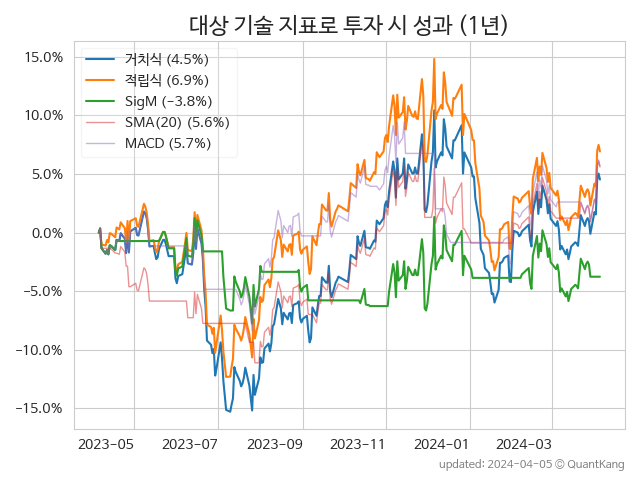 대상 기술 지표로 투자 시 성과 (1년)
15.0%
10.0%
5.0%
0.0%
−5.0%
−10.0%
−15.0%
거치식 (4.5%)
적립식 (6.9%)
SigM (−3.8%)
SMA(20) (5.6%)
MACD (5.7%)
2023-05
2023-07
2023-09
2023-11
2024-01
2024-03
updated: 2024-04-05 © QuantKang